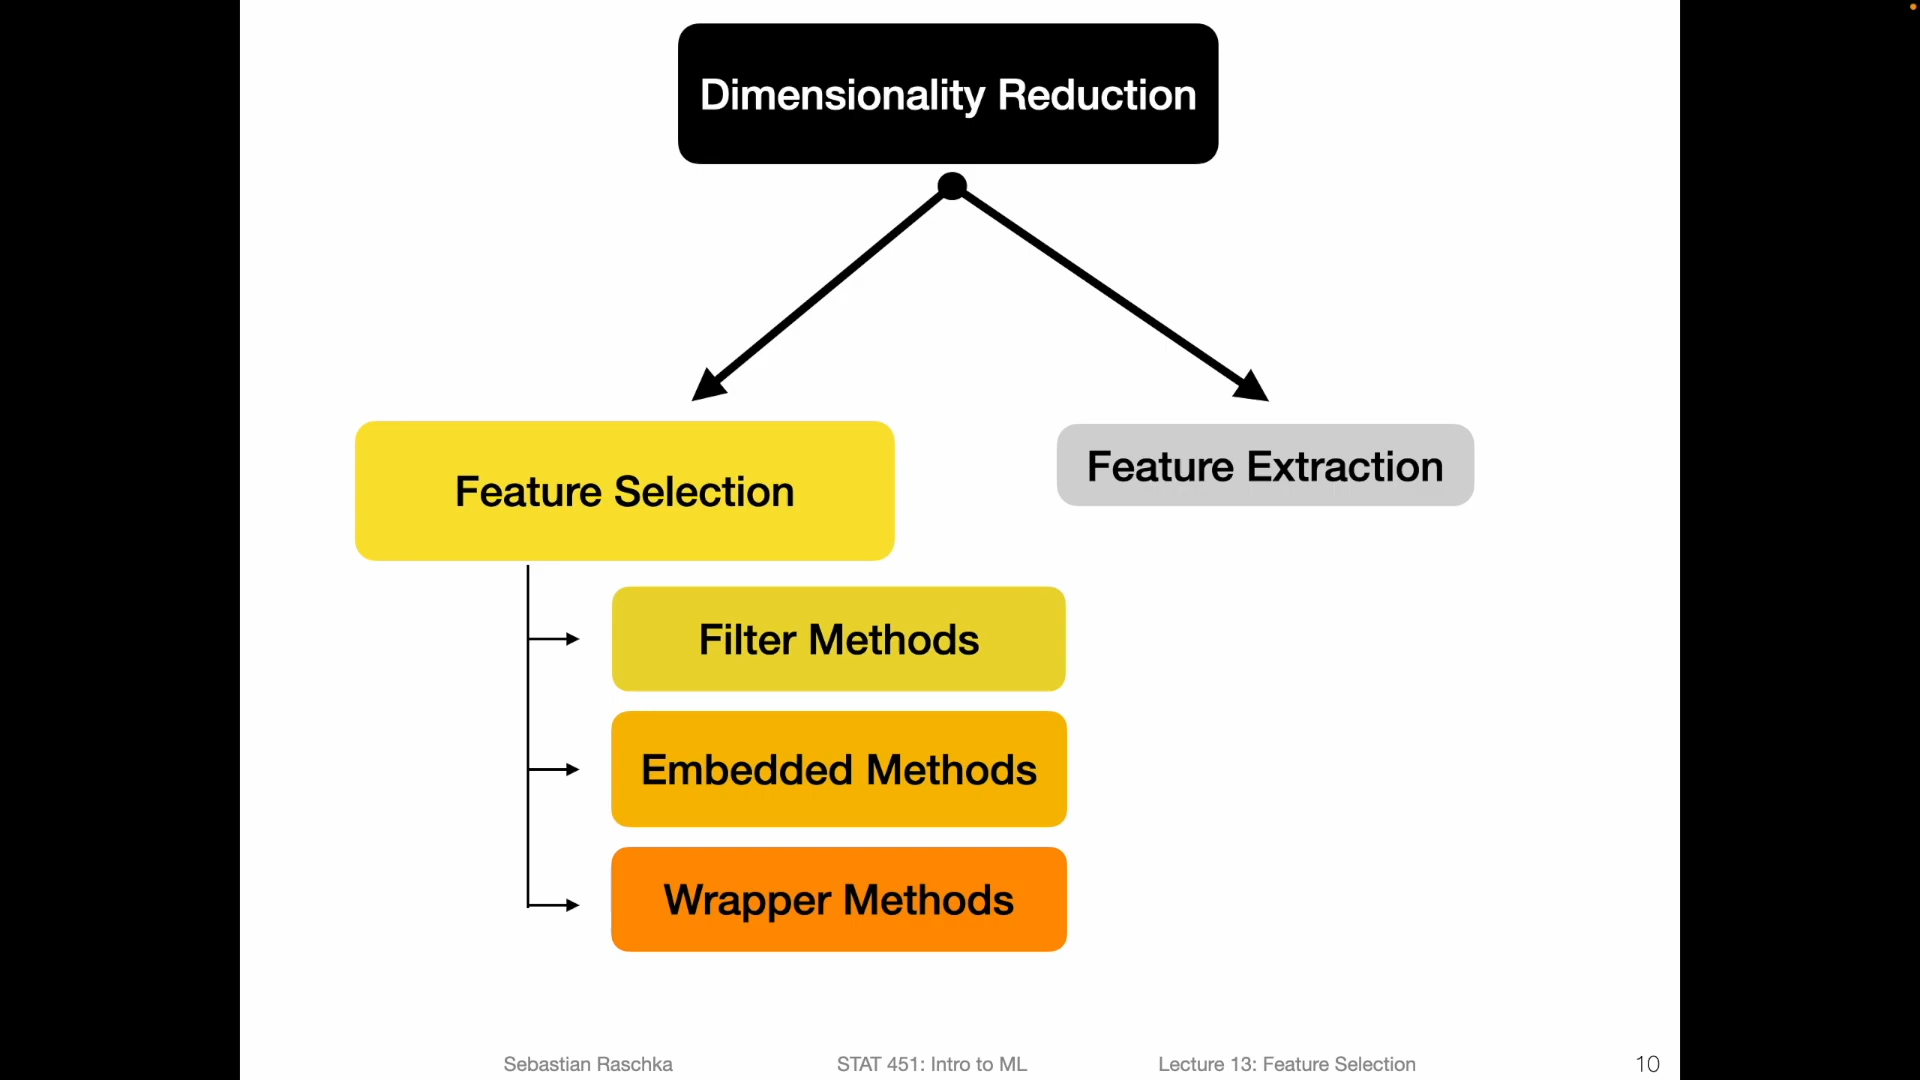 Dimensionality Reduction
Feature Selection
Feature Extraction
Filter Methods
Embedded Methods
Wrapper Methods
Sebastian Raschka
STAT 451: Intro to ML
Lecture 13: Feature Selection
10